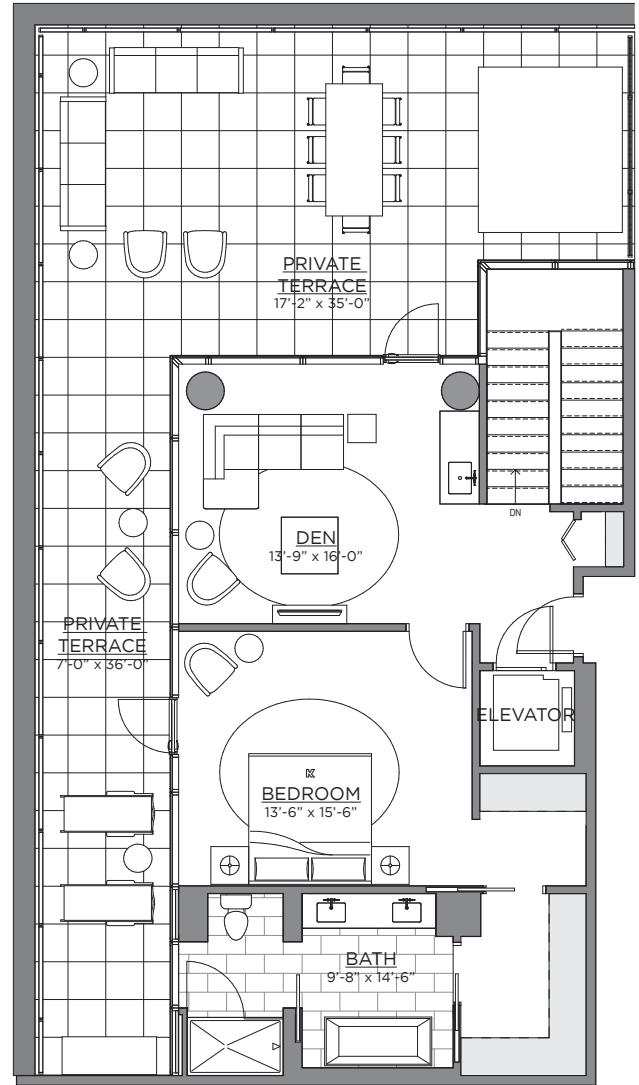 PRIVATE
TERRACE
17'-2" x 35'-0"
DN
DEN
13'-9" x 16'-0"
PRIVATE
TERRACE
7'-0" x 36'-0"
ELEVATOR
K
BEDROOM
13'-6" x 15'-6"
BATH
9'-8" x 14'-6"